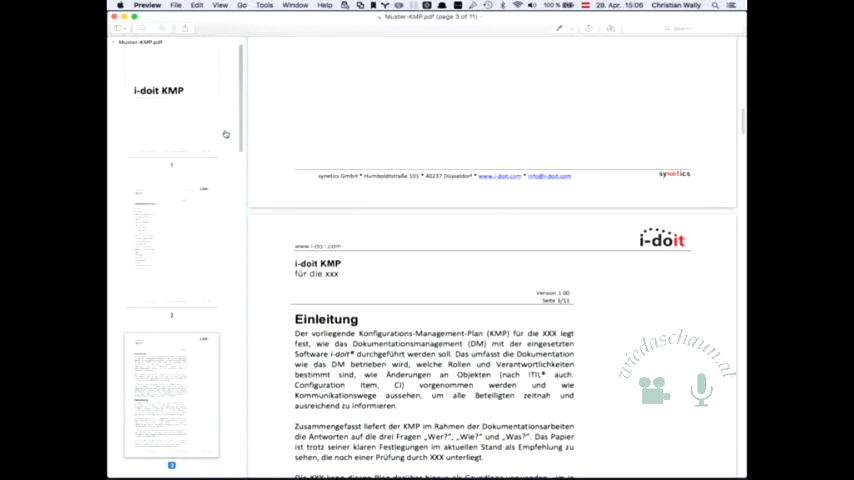 Preview File Edit View Go Tools Window Help 100 % 28. Apr. 15:06 Christian Wally
Muster-KMP.pdf (page 3 of 11)
Search
Muster-KMP.pdf
i-doit KMP
1
2
3
synetics GmbH * Humboldtstraße 101 * 40237 Düsseldorf * www.i-doit.com * info@i-doit.com
synetics
www.i-doit.com
i-doit
i-doit KMP
für die xxx
Version 1.00
Seite 3/11
Einleitung
Der vorliegende Konfigurations-Management-Plan (KMP) für die XXX legt
fest, wie das Dokumentationsmanagement (DM) mit der eingesetzten
Software i-doit® durchgeführt werden soll. Das umfasst die Dokumentation
wie das DM betrieben wird, welche Rollen und Verantwortlichkeiten
bestimmt sind, wie Änderungen an Objekten (nach ITIL® auch:
Configuration Item, CI) vorgenommen werden und wie
Kommunikationswege aussehen, um alle Beteiligten zeitnah und
ausreichend zu informieren.
Zusammengefasst liefert der KMP im Rahmen der Dokumentationsarbeiten
die Antworten auf die drei Fragen „Wer?", „Wie?" und „Was?". Das Papier
ist trotz seiner klaren Festlegungen im aktuellen Stand als Empfehlung zu
sehen, die noch einer Prüfung durch XXX unterliegt.
wiedaschaun.at